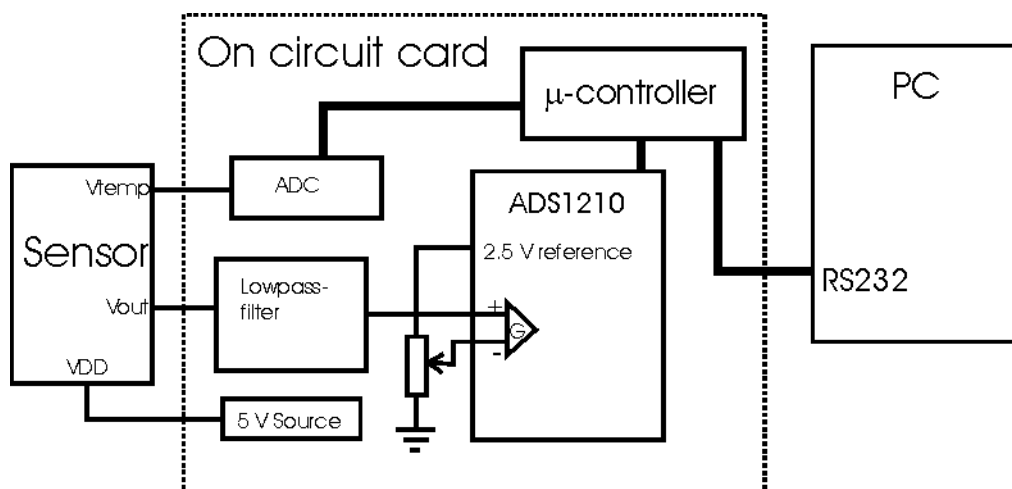 On circuit card
μ-controller
PC
Vtemp
ADC
ADS1210
Sensor
2.5 V reference
Lowpass-
filter
RS232
Vout
+
G
-
VDD
5 V Source